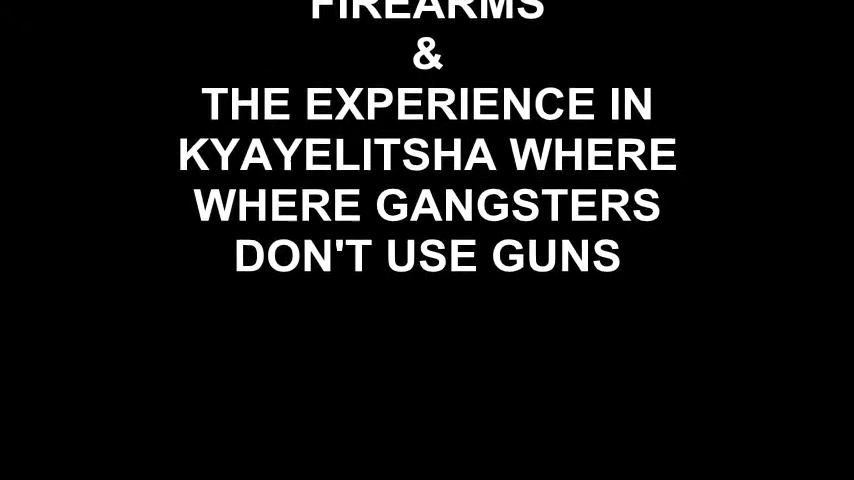 FIREARMS
&
THE EXPERIENCE IN
KYAYELITSHA WHERE
WHERE GANGSTERS
DON'T USE GUNS